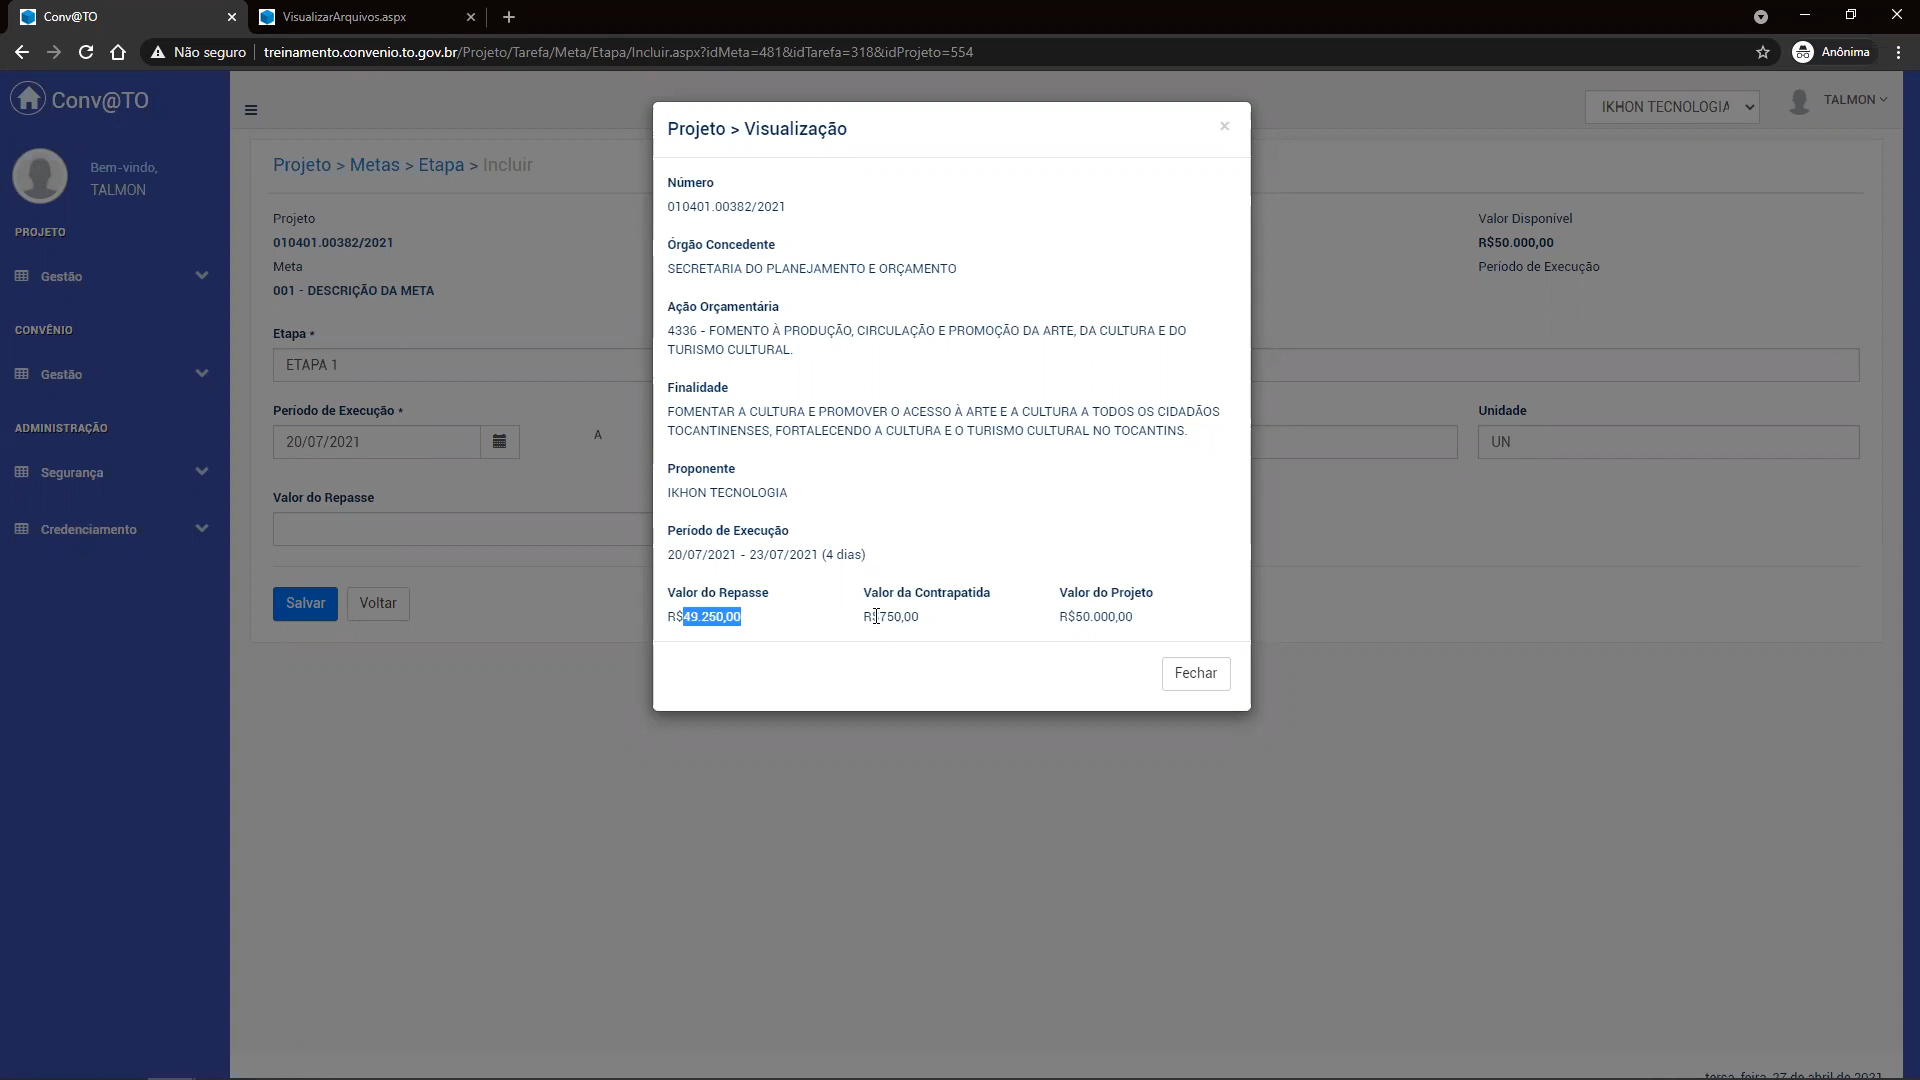 Conv@TO
VisualizarArquivos.aspx
Não seguro
treinamento.convenio.to.gov.br/Projeto/Tarefa/Meta/Etapa/Incluir.aspx?idMeta=481&idTarefa=318&idProjeto=554
Anônima
Conv@TO
IKHON TECNOLOGIA
TALMON
Bem-vindo,
TALMON
PROJETO
Gestão
CONVÊNIO
Gestão
ADMINISTRAÇÃO
Segurança
Credenciamento
Projeto > Metas > Etapa > Incluir
Projeto
010401.00382/2021
Meta
001 - DESCRIÇÃO DA META
Valor Disponível
R$50.000,00
Período de Execução
Etapa *
ETAPA 1
Período de Execução *
20/07/2021
A
Unidade
UN
Valor do Repasse
Salvar
Voltar
Projeto > Visualização
×
Número
010401.00382/2021
Órgão Concedente
SECRETARIA DO PLANEJAMENTO E ORÇAMENTO
Ação Orçamentária
4336 - FOMENTO À PRODUÇÃO, CIRCULAÇÃO E PROMOÇÃO DA ARTE, DA CULTURA E DO
TURISMO CULTURAL.
Finalidade
FOMENTAR A CULTURA E PROMOVER O ACESSO À ARTE E A CULTURA A TODOS OS CIDADÃOS
TOCANTINENSES, FORTALECENDO A CULTURA E O TURISMO CULTURAL NO TOCANTINS.
Proponente
IKHON TECNOLOGIA
Período de Execução
20/07/2021 - 23/07/2021 (4 dias)
Valor do Repasse
R$49.250,00
Valor da Contrapatida
R$750,00
Valor do Projeto
R$50.000,00
Fechar
terça-feira, 27 de abril de 2021